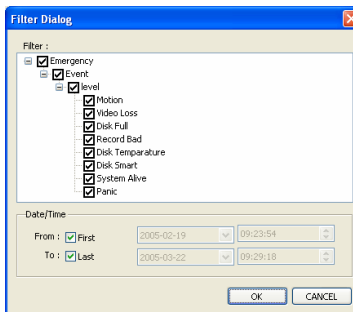 Filter Dialog
Filter :
Emergency
Event
level
Motion
Video Loss
Disk Full
Record Bad
Disk Temparature
Disk Smart
System Alive
Panic
Date/Time
From : First 2005-02-19 09:23:54
To : Last 2005-03-22 09:29:18
OK CANCEL